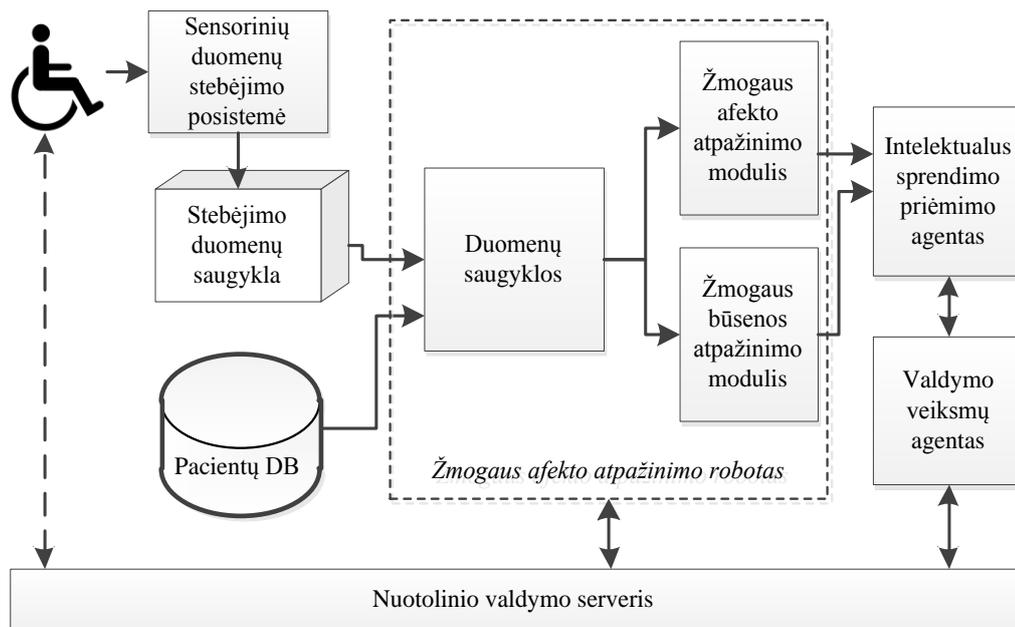 Sensorinių
duomenų
stebėjimo
posistemė
Stebėjimo
duomenų
saugykla
Pacientų DB
Duomenų
saugyklos
Žmogaus
afekto
atpažinimo
modulis
Žmogaus
būsenos
atpažinimo
modulis
Žmogaus afekto atpažinimo robotas
Intelektualus
sprendimo
priėmimo
agentas
Valdymo
veiksmų
agentas
Nuotolinio valdymo serveris